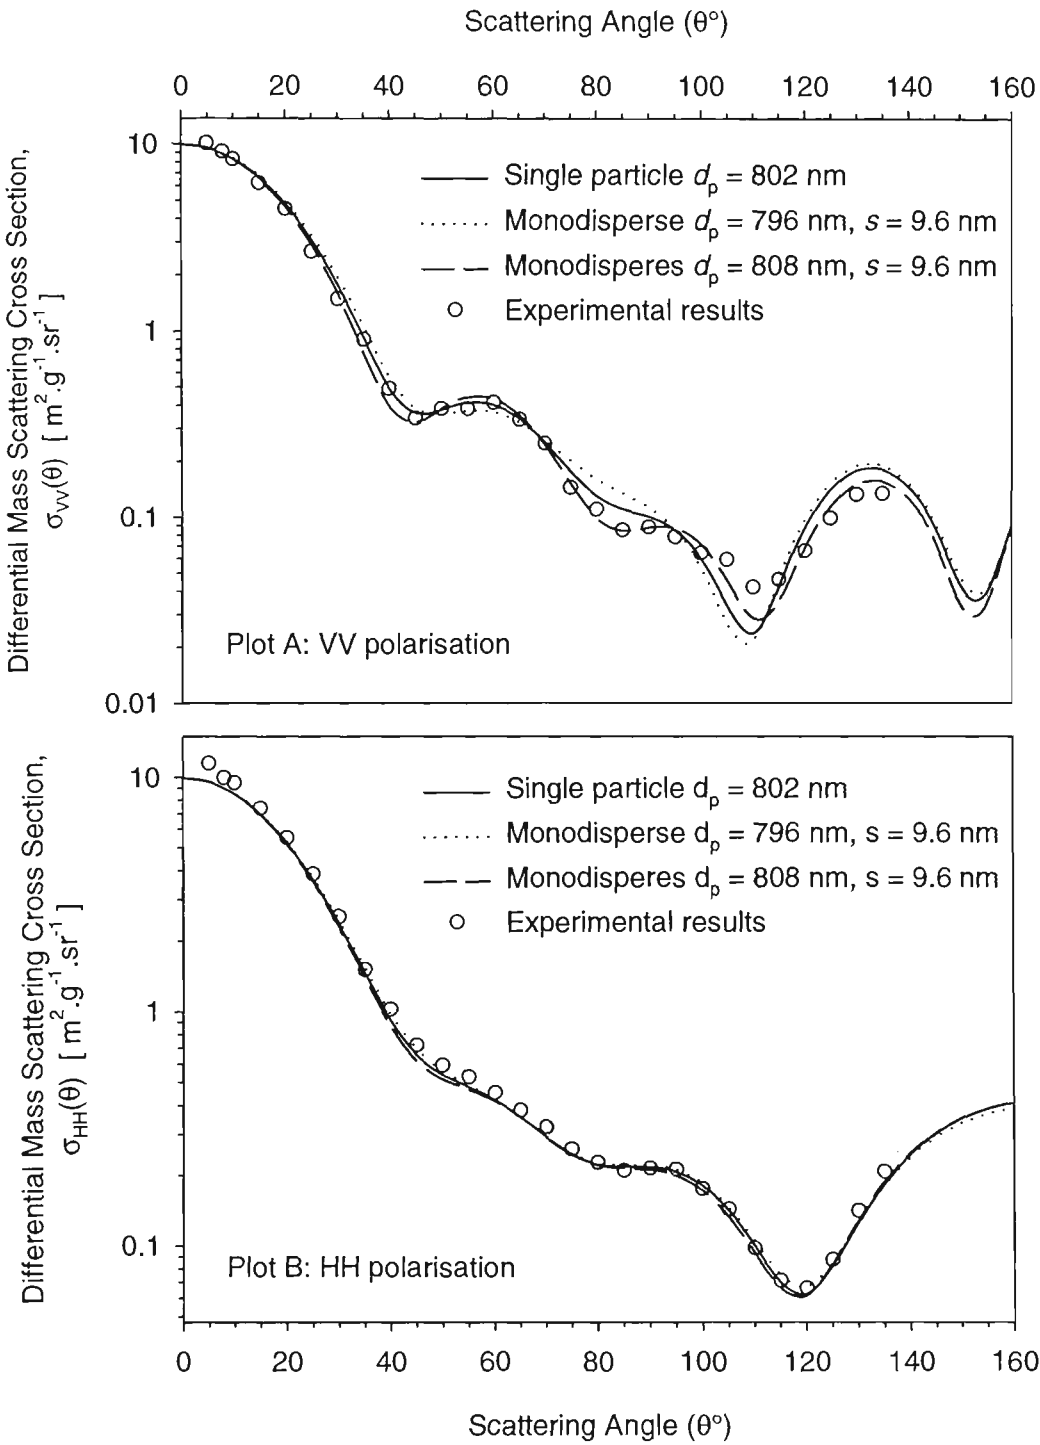 Scattering Angle (θ°)
0 20 40 60 80 100 120 140 160
Differential Mass Scattering Cross Section,
σVV(θ) [ m².g⁻¹.sr⁻¹ ]
10
1
0.1
0.01
Single particle dp = 802 nm
Monodisperse dp = 796 nm, s = 9.6 nm
Monodisperes dp = 808 nm, s = 9.6 nm
Experimental results
Plot A: VV polarisation
Differential Mass Scattering Cross Section,
σHH(θ) [ m².g⁻¹.sr⁻¹ ]
10
1
0.1
Single particle dp = 802 nm
Monodisperse dp = 796 nm, s = 9.6 nm
Monodisperes dp = 808 nm, s = 9.6 nm
Experimental results
Plot B: HH polarisation
0 20 40 60 80 100 120 140 160
Scattering Angle (θ°)